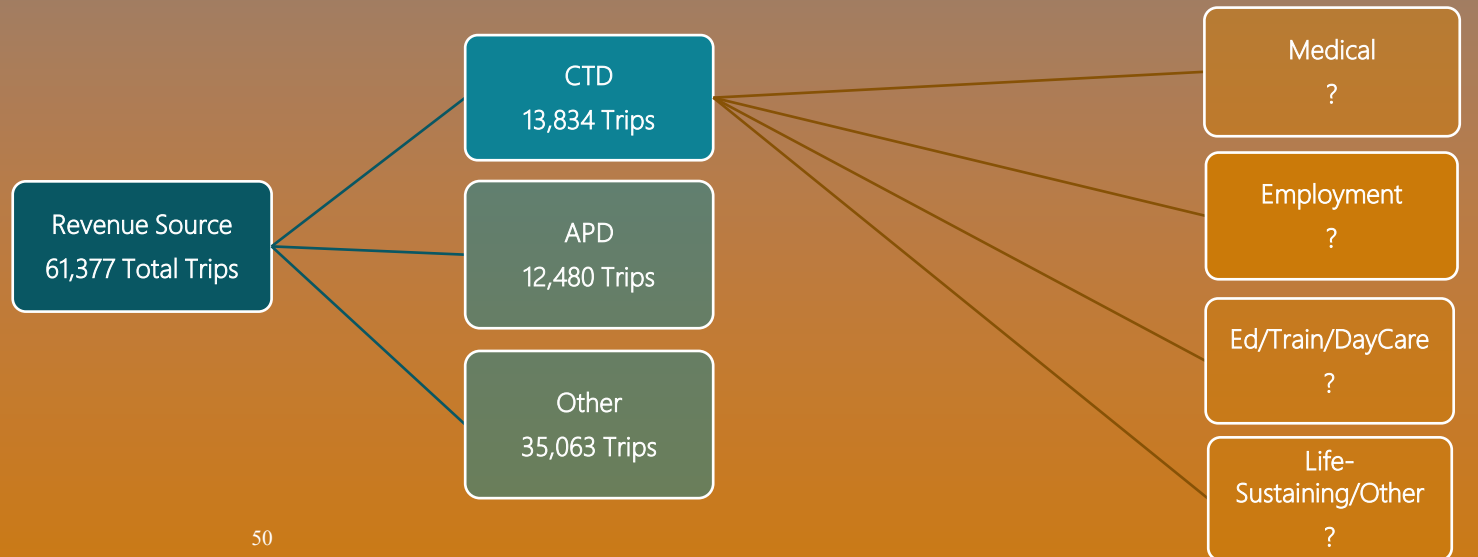 Revenue Source
61,377 Total Trips
CTD
13,834 Trips
APD
12,480 Trips
Other
35,063 Trips
Medical
?
Employment
?
Ed/Train/DayCare
?
Life-
Sustaining/Other
?
50